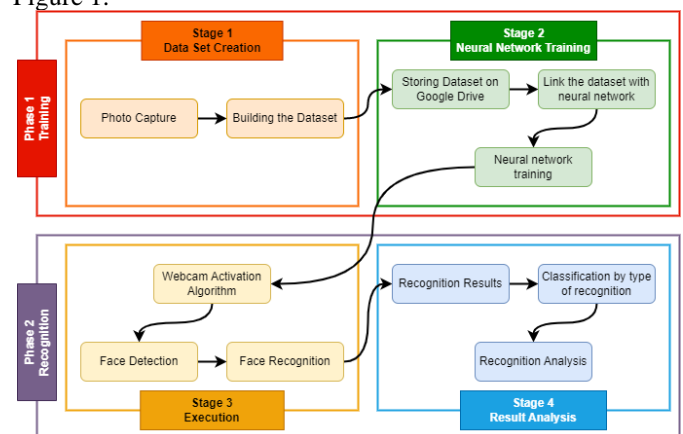 Figure 1.
Phase 1
Training
Stage 1
Data Set Creation
Photo Capture
Building the Dataset
Stage 2
Neural Network Training
Storing Dataset on
Google Drive
Link the dataset with
neural network
Neural network
training
Phase 2
Recognition
Webcam Activation
Algorithm
Face Detection
Face Recognition
Stage 3
Execution
Recognition Results
Classification by type
of recognition
Recognition Analysis
Stage 4
Result Analysis